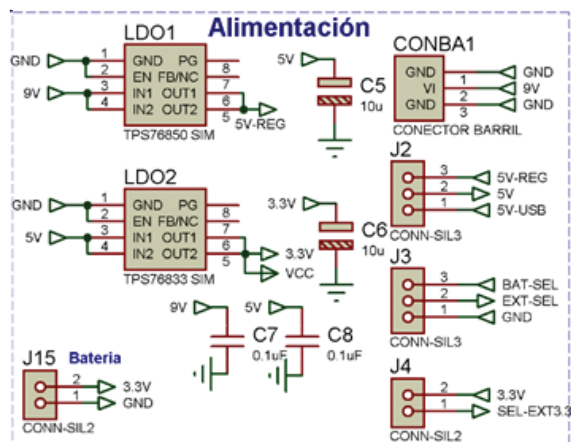 Alimentación
LDO1
GND 1 GND PG 8
2 EN FB/NC 7
9V 3 IN1 OUT1 6
4 IN2 OUT2 5
5V-REG
TPS76850 SIM
5V
C5
10u
CONBA1
GND 1 GND
VI 2 9V
GND 3 GND
CONECTOR BARRIL
J2
3 5V-REG
2 5V
1 5V-USB
CONN-SIL3
LDO2
GND 1 GND PG 8
2 EN FB/NC 7
5V 3 IN1 OUT1 6
4 IN2 OUT2 5
3.3V
VCC
TPS76833 SIM
3.3V
C6
10u
J3
3 BAT-SEL
2 EXT-SEL
1 GND
CONN-SIL3
9V
C7
0.1uF
5V
C8
0.1uF
J15
Bateria
2 3.3V
1 GND
CONN-SIL2
J4
2 3.3V
1 SEL-EXT3.3
CONN-SIL2